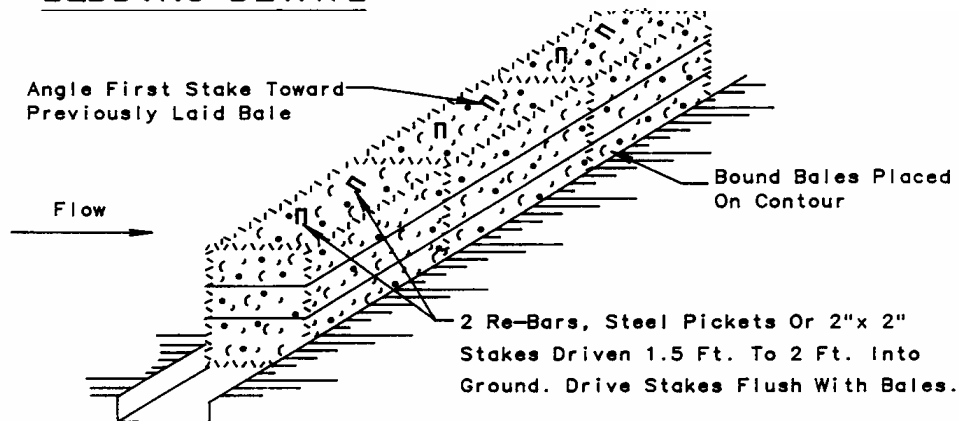 Angle First Stake Toward
Previously Laid Bale
Bound Bales Placed
On Contour
Flow
2 Re-Bars, Steel Pickets Or 2"x 2"
Stakes Driven 1.5 Ft. To 2 Ft. Into
Ground. Drive Stakes Flush With Bales.